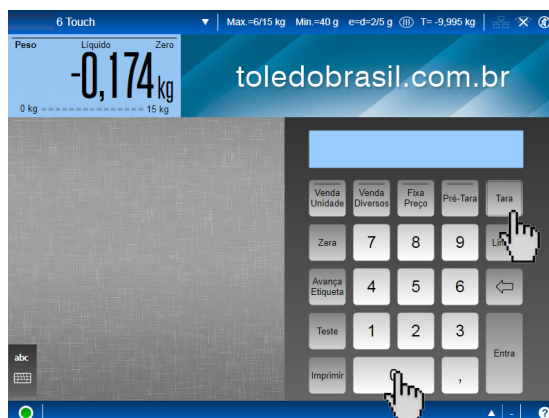 6 Touch ▼ Max.=6/15 kg Min.=40 g e=d=2/5 g (III) T= -9,995 kg
Peso Líquido Zero
-0,174 kg
0 kg 15 kg
toledobrasil.com.br
Venda Unidade
Venda Diversos
Fixa Preço
Pré-Tara
Tara
Zera
7
8
9
Avança Etiqueta
4
5
6
Teste
1
2
3
Entra
Imprimir
0
,
abc
▲ - ?